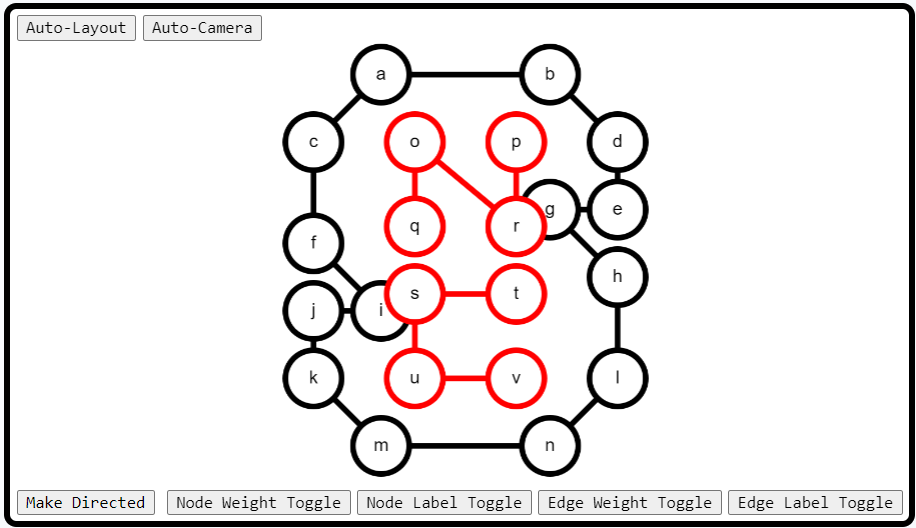 Auto-Layout Auto-Camera
a b
c o p d
q r g e
f h
j i s t
k u v l
m n
Make Directed Node Weight Toggle Node Label Toggle Edge Weight Toggle Edge Label Toggle